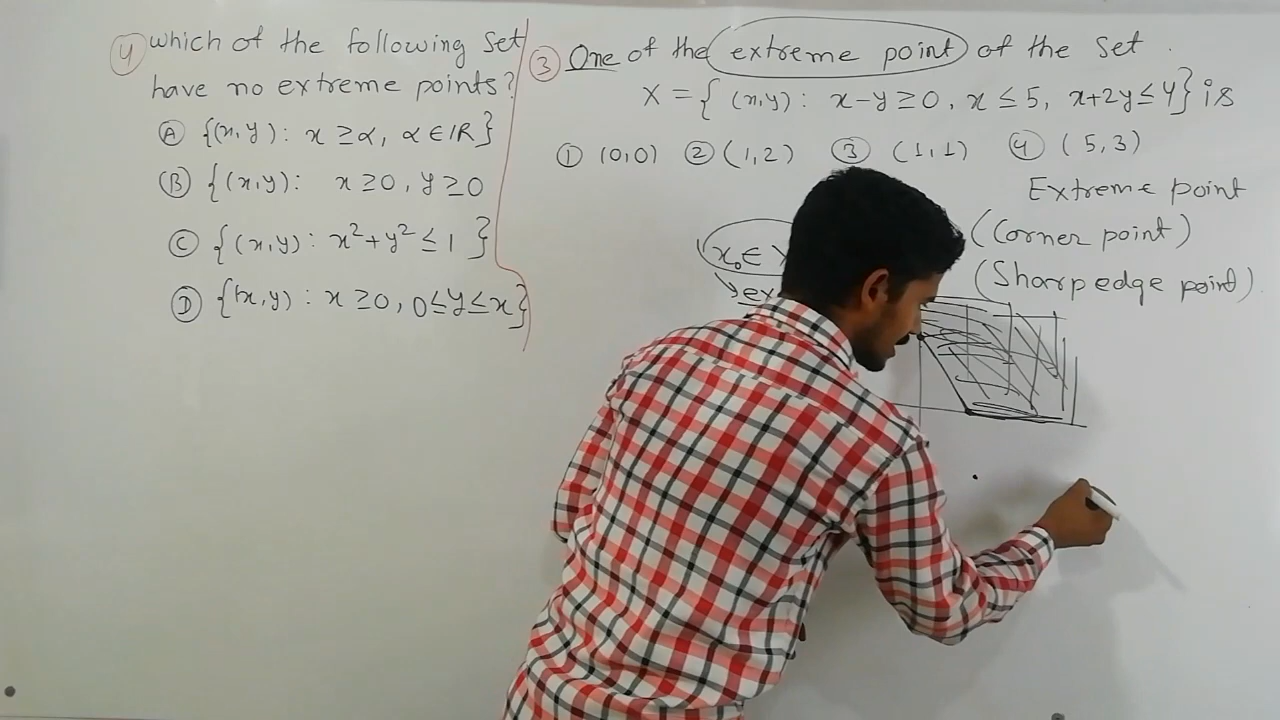 4 which of the following set
have no extreme points?
A {(x,y) : x ≥ α, α ∈ IR}
B {(x,y) : x ≥ 0, y ≥ 0
C {(x,y) : x²+y² ≤ 1 }
D {(x,y) : x ≥ 0, 0 ≤ y ≤ x}
3 One of the extreme point of the set .
X = { (x,y) : x-y ≥ 0, x ≤ 5, x+2y ≤ 4} is
1 (0,0) 2 (1,2) 3 (1,1) 4 (5,3)
Extreme point
(Corner point)
(Sharp edge point).
x₀ ∈
ex